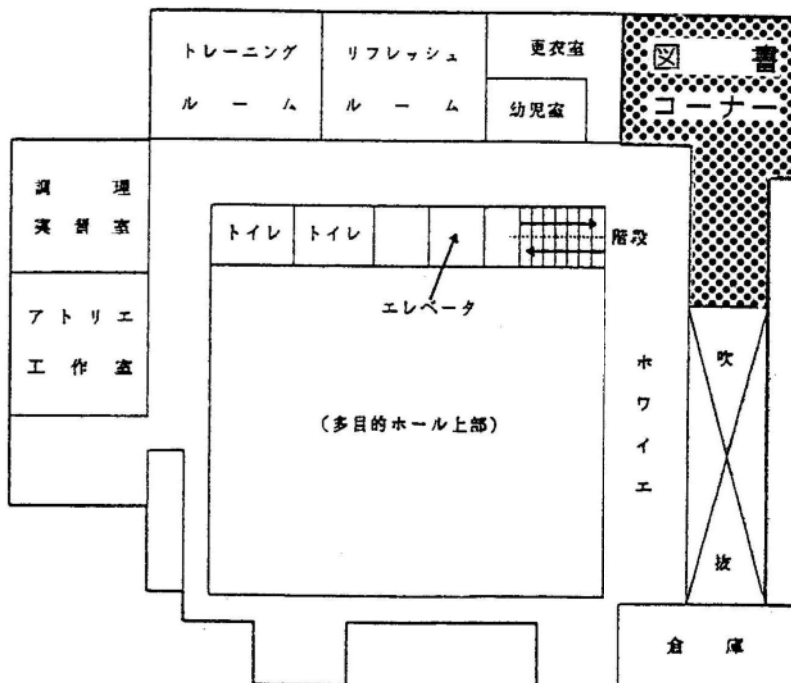 トレーニング
ルーム
リフレッシュ
ルーム
更衣室
幼児室
図書
コーナー
調理
実習室
トイレ
トイレ
階段
エレベータ
アトリエ
工作室
(多目的ホール上部)
ホワイエ
吹
抜
倉庫